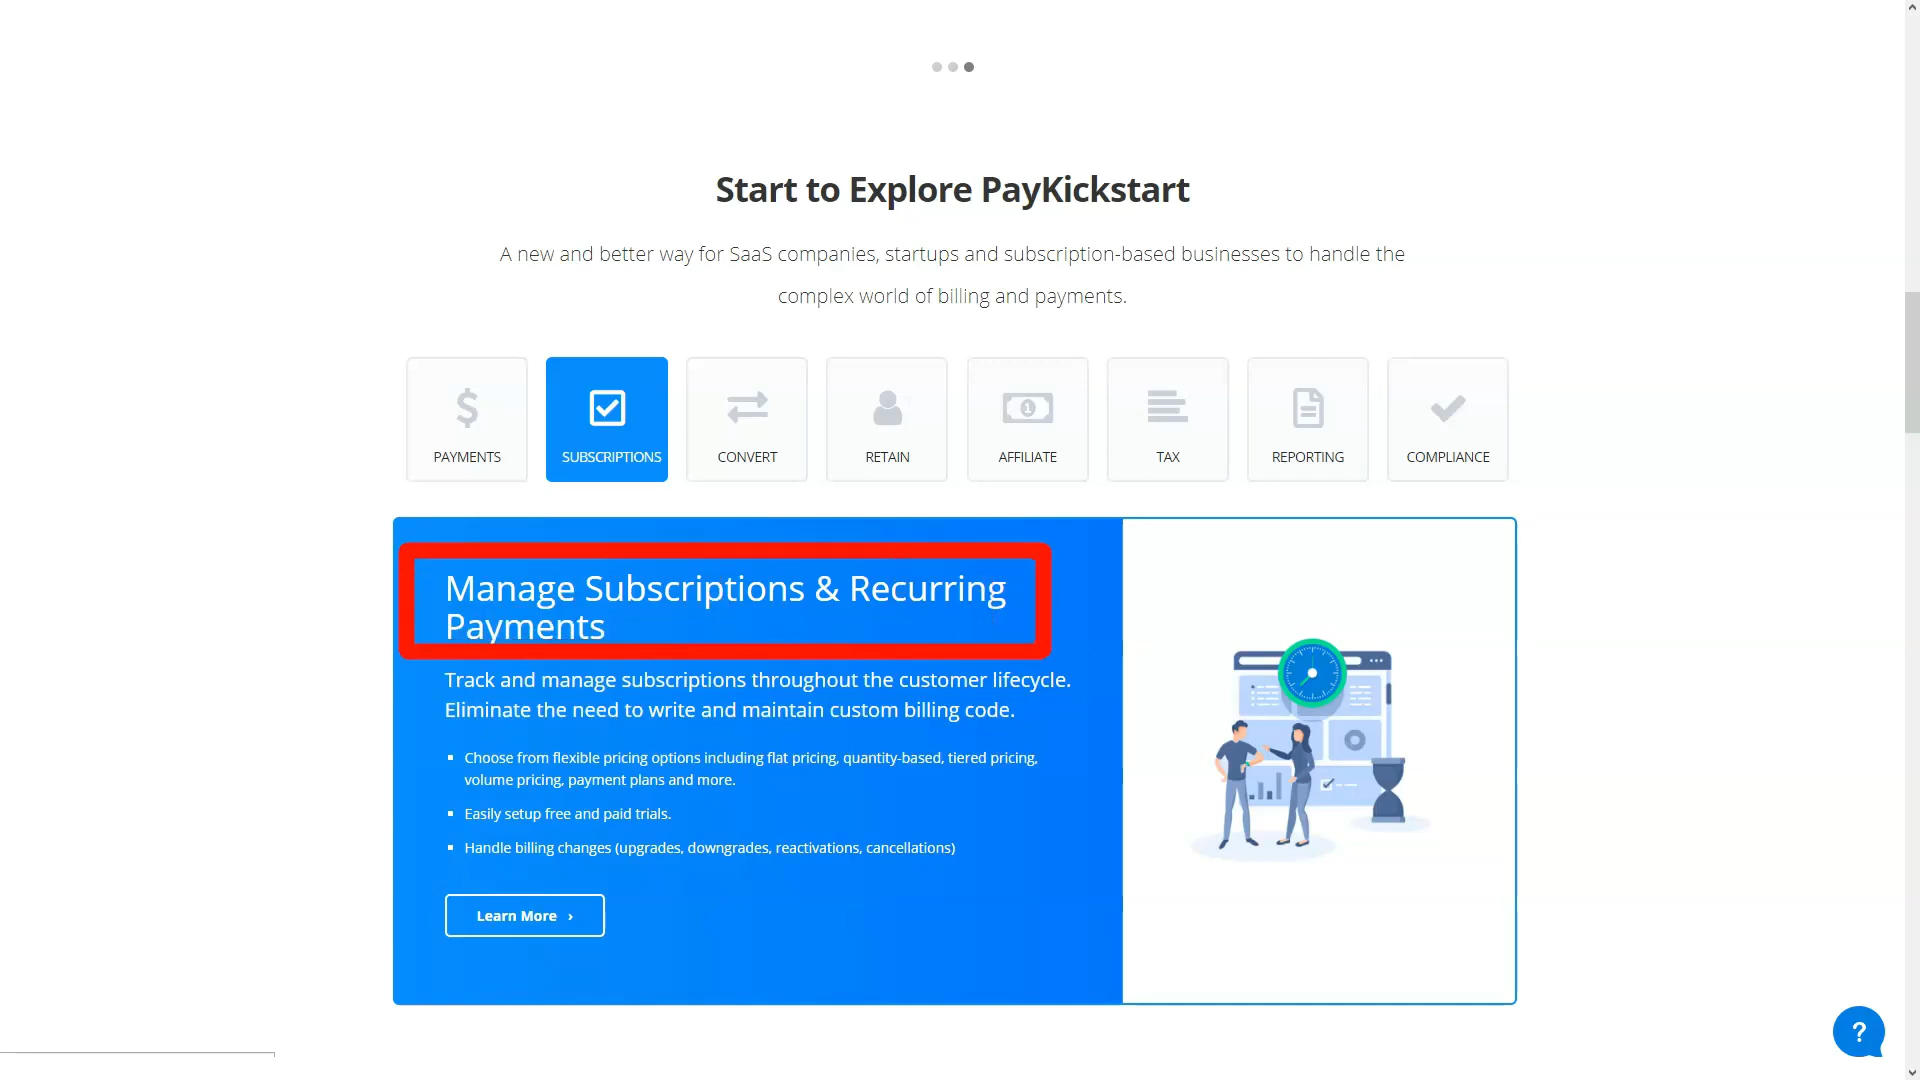 Start to Explore PayKickstart
A new and better way for SaaS companies, startups and subscription-based businesses to handle the
complex world of billing and payments.
PAYMENTS
SUBSCRIPTIONS
CONVERT
RETAIN
AFFILIATE
TAX
REPORTING
COMPLIANCE
Manage Subscriptions & Recurring
Payments
Track and manage subscriptions throughout the customer lifecycle.
Eliminate the need to write and maintain custom billing code.
Choose from flexible pricing options including flat pricing, quantity-based, tiered pricing,
volume pricing, payment plans and more.
Easily setup free and paid trials.
Handle billing changes (upgrades, downgrades, reactivations, cancellations)
Learn More ›
?